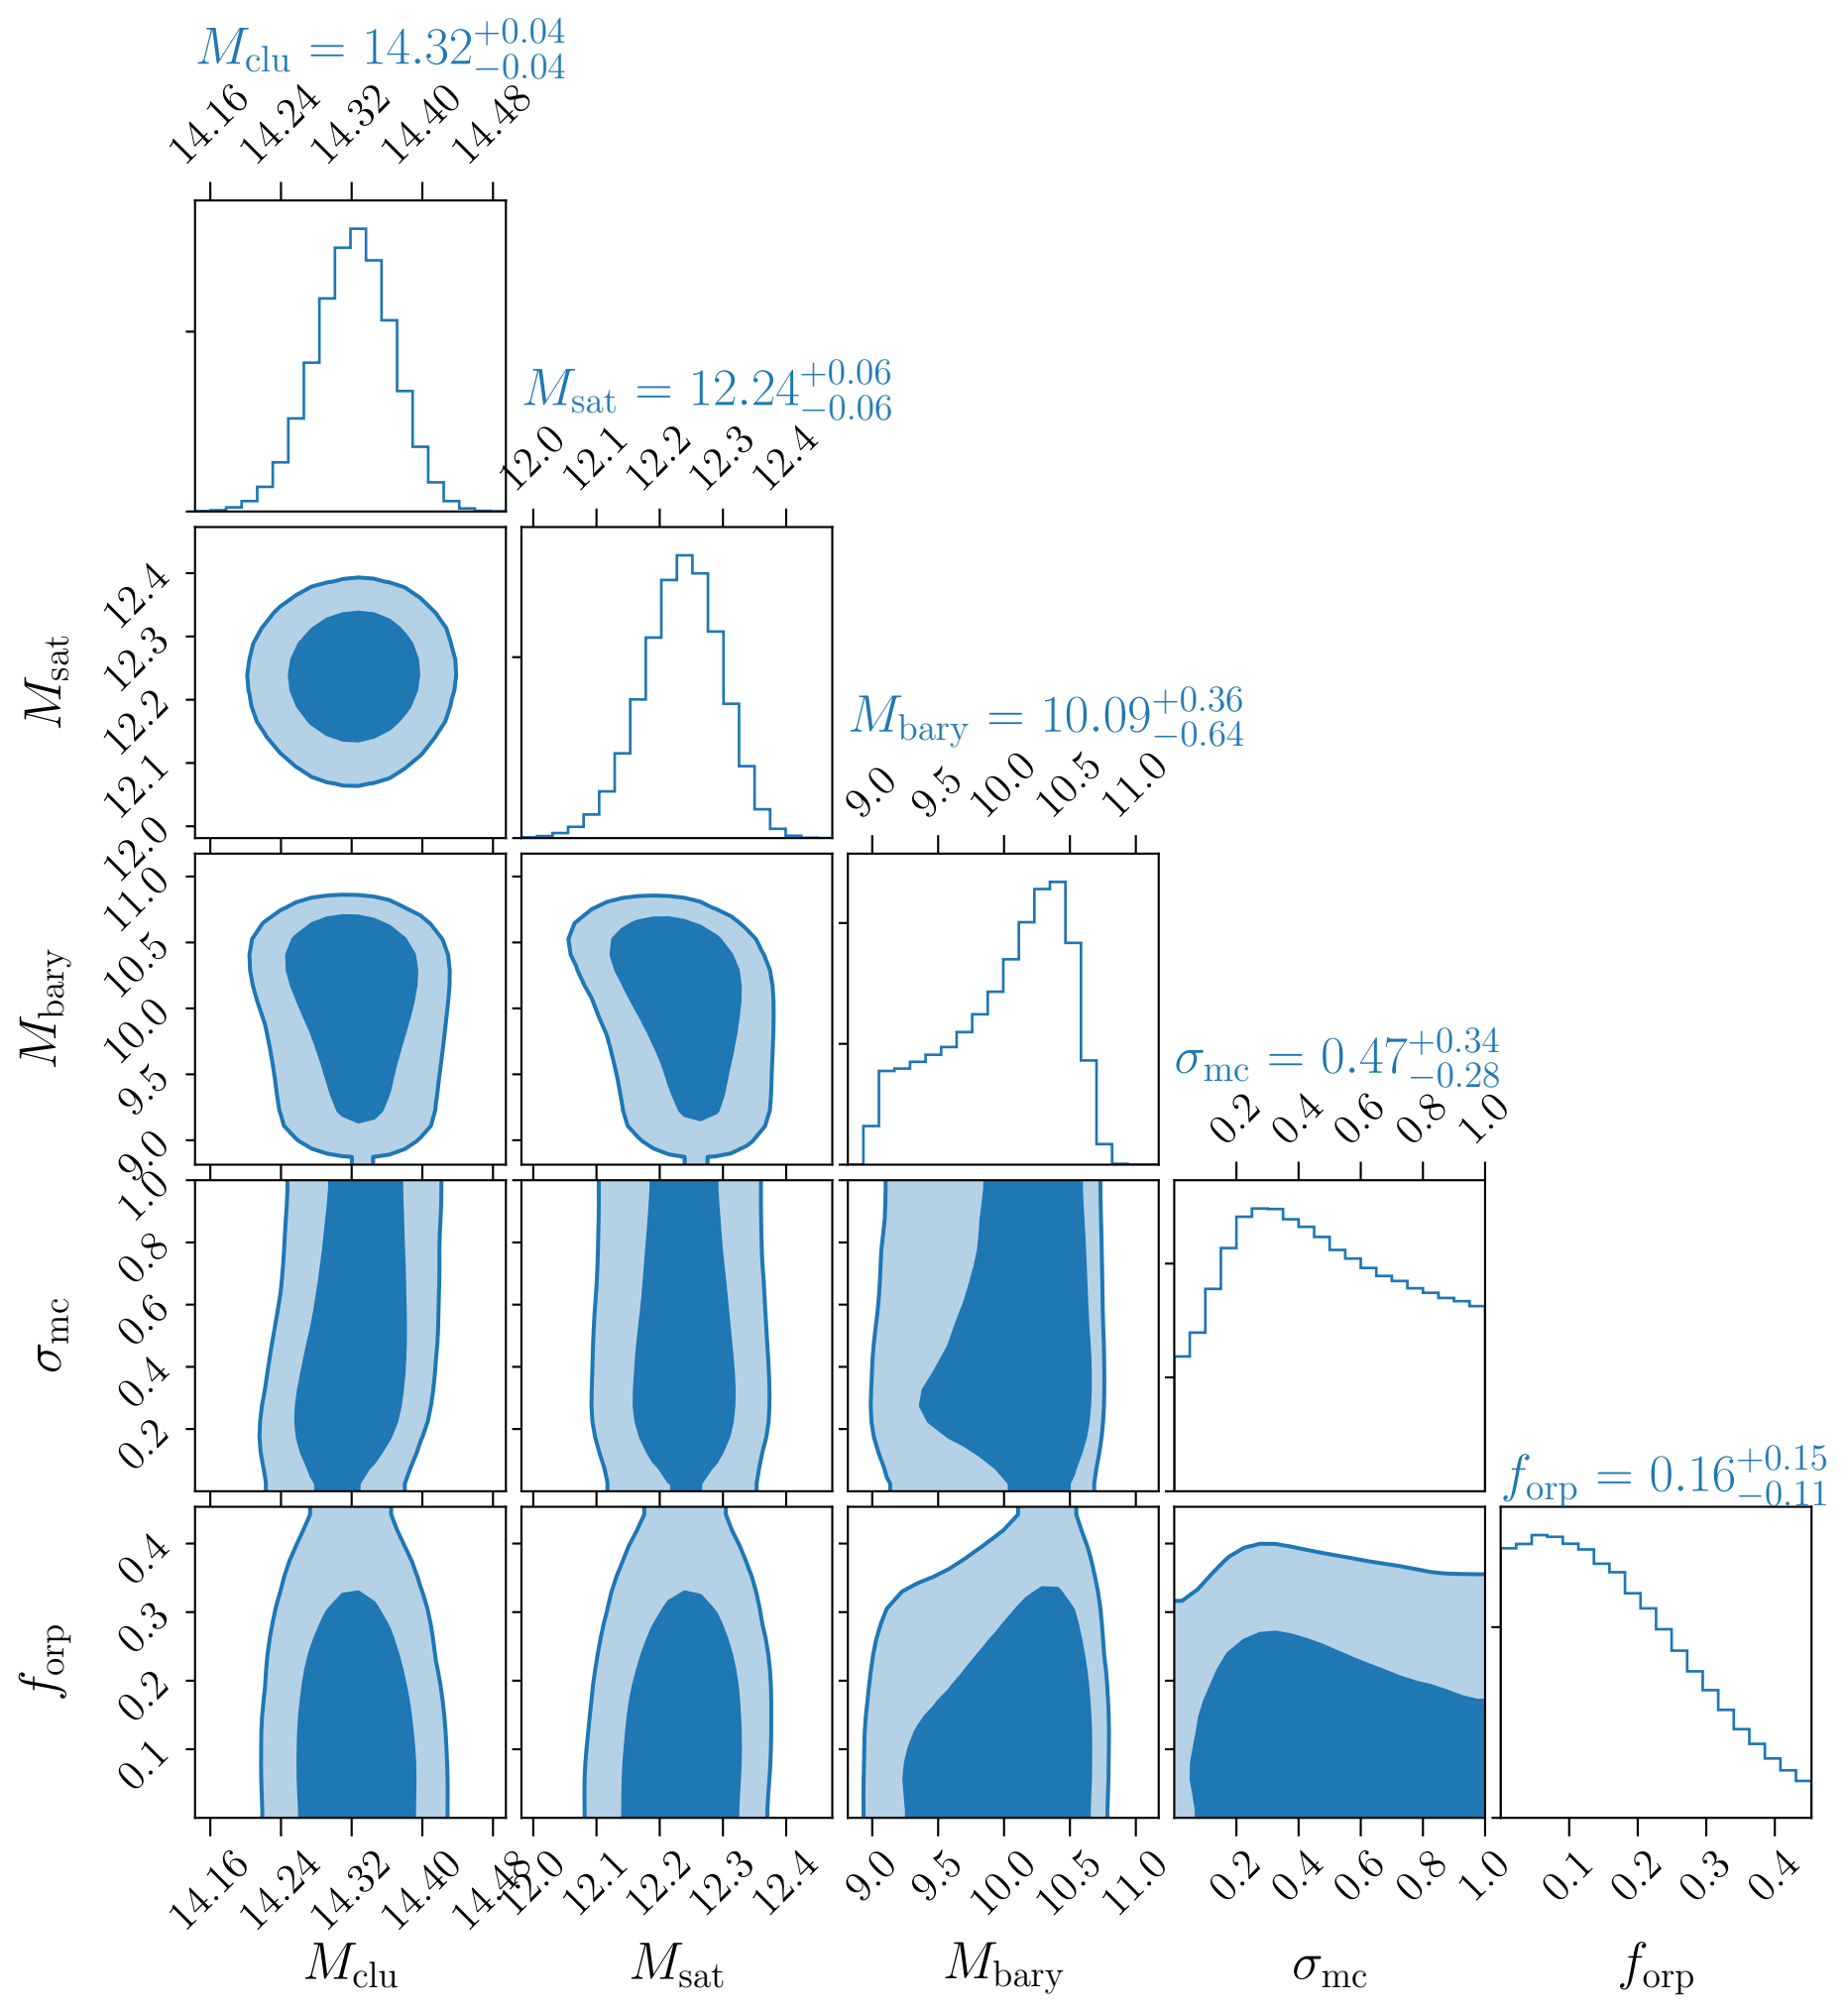 M_clu = 14.32^{+0.04}_{-0.04}
14.16 14.24 14.32 14.40 14.48
M_sat = 12.24^{+0.06}_{-0.06}
12.0 12.1 12.2 12.3 12.4
M_sat
12.4
12.3
12.2
12.1
12.0
M_bary = 10.09^{+0.36}_{-0.64}
9.0 9.5 10.0 10.5 11.0
M_bary
11.0
10.5
10.0
9.5
9.0
σ_mc = 0.47^{+0.34}_{-0.28}
0.2 0.4 0.6 0.8 1.0
σ_mc
1.0
0.8
0.6
0.4
0.2
f_orp = 0.16^{+0.15}_{-0.11}
f_orp
0.4
0.3
0.2
0.1
14.16 14.24 14.32 14.40 14.48 12.0 12.1 12.2 12.3 12.4 9.0 9.5 10.0 10.5 11.0 0.2 0.4 0.6 0.8 1.0 0.1 0.2 0.3 0.4
M_clu M_sat M_bary σ_mc f_orp